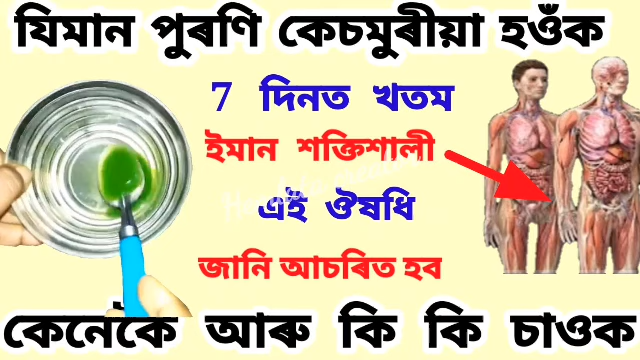 যিমান পুৰণি কেচমুৰীয়া হওঁক
7 দিনত খতম
ইমান শক্তিশালী
এই ঔষধি
জানি আচৰিত হব
কেনেকৈ আৰু কি কি চাওক